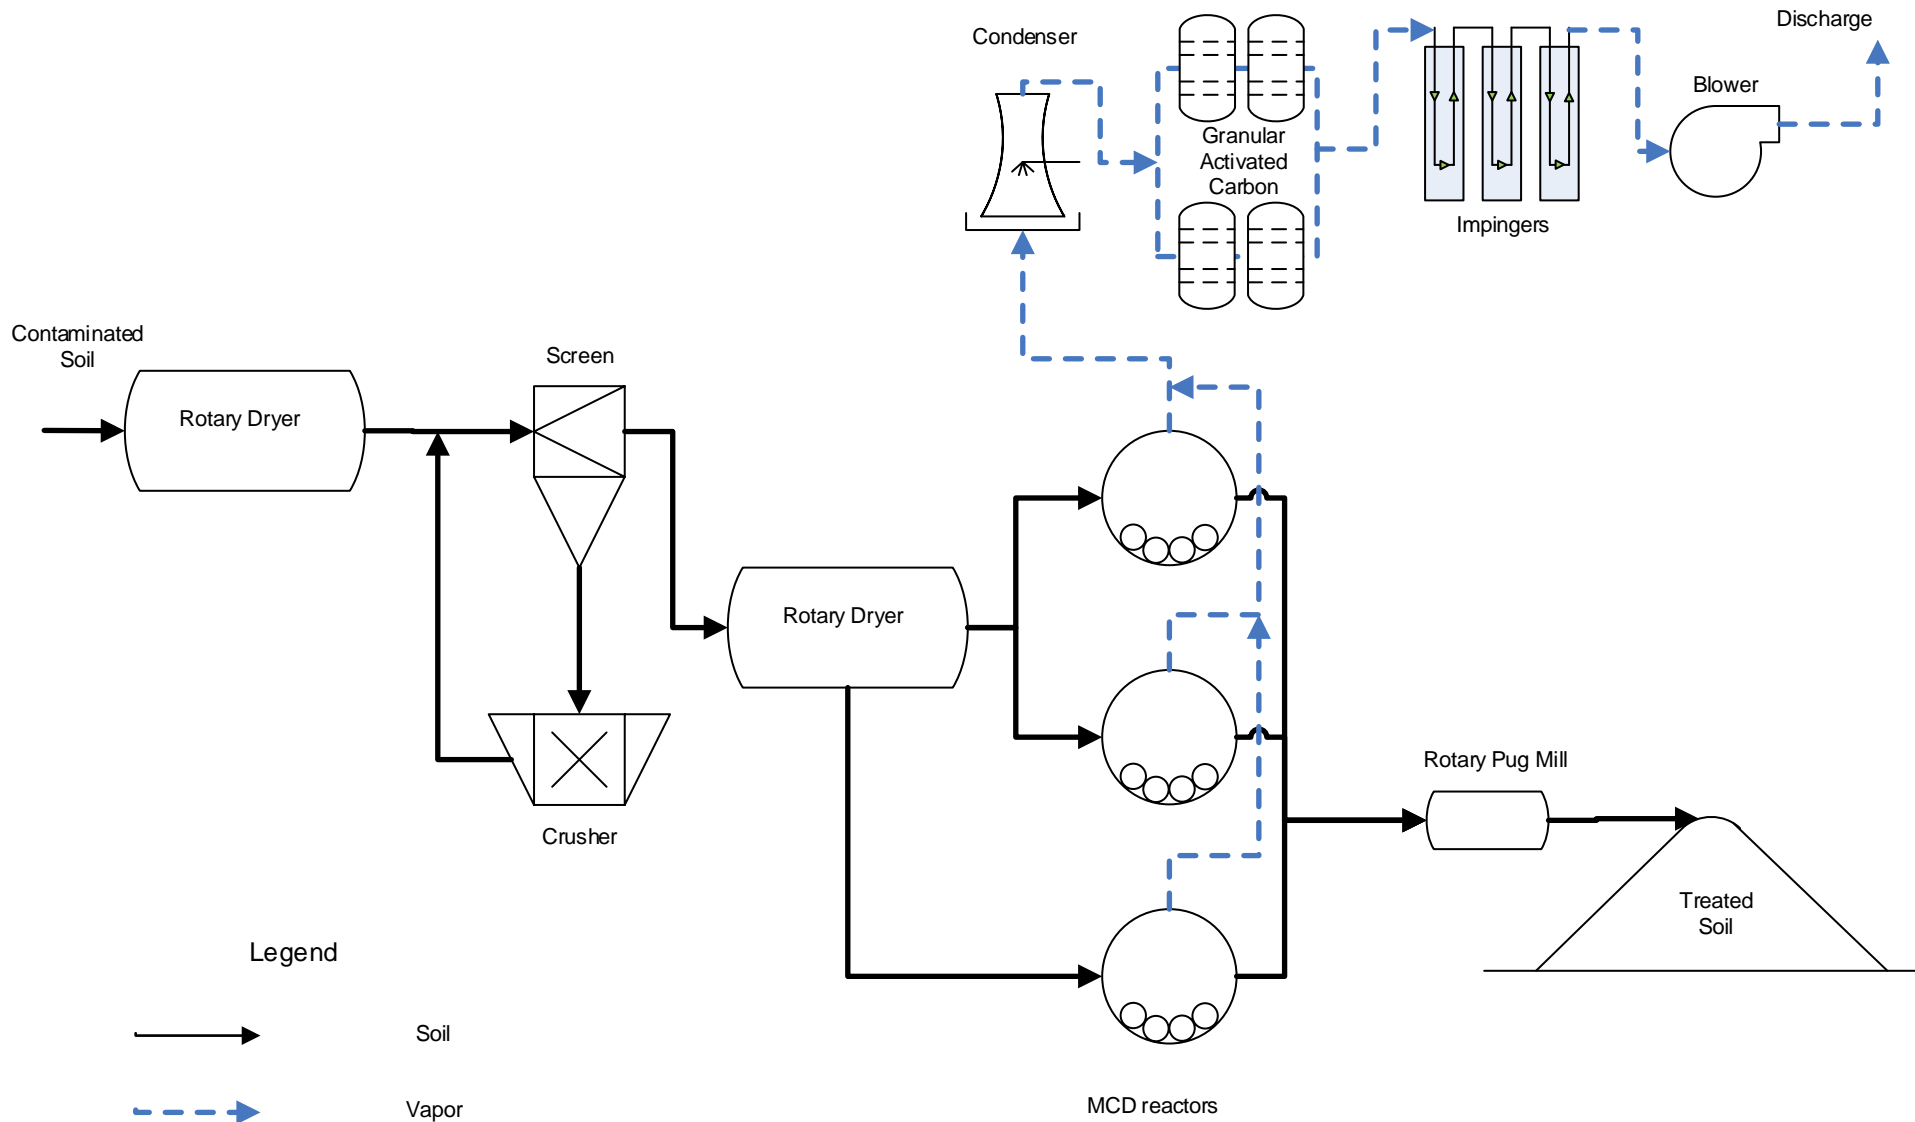 Discharge
Condenser
Blower
Granular
Activated
Carbon
Impingers
Contaminated
Soil
Screen
Rotary Dryer
Rotary Dryer
Rotary Pug Mill
Crusher
Treated
Soil
Legend
Soil
Vapor
MCD reactors